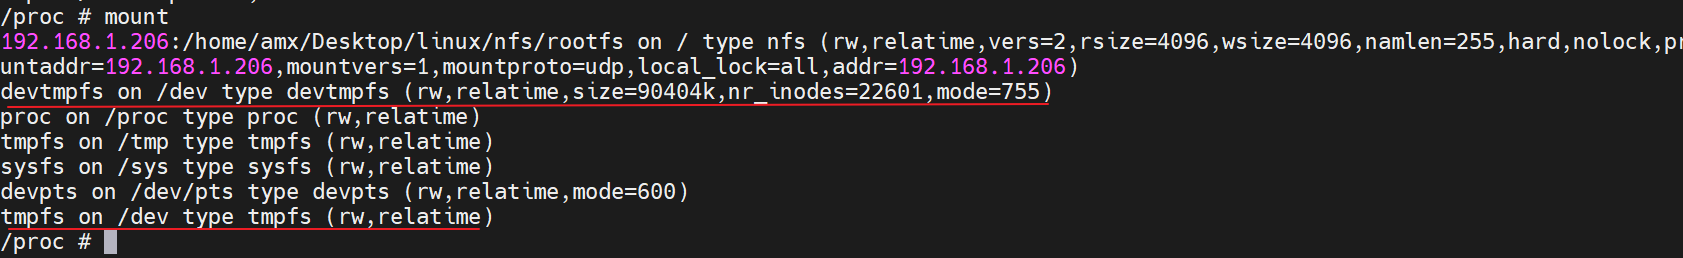 /proc # mount
192.168.1.206:/home/amx/Desktop/linux/nfs/rootfs on / type nfs (rw,relatime,vers=2,rsize=4096,wsize=4096,namlen=255,hard,nolock,pr
untaddr=192.168.1.206,mountvers=1,mountproto=udp,local_lock=all,addr=192.168.1.206)
devtmpfs on /dev type devtmpfs (rw,relatime,size=90404k,nr_inodes=22601,mode=755)
proc on /proc type proc (rw,relatime)
tmpfs on /tmp type tmpfs (rw,relatime)
sysfs on /sys type sysfs (rw,relatime)
devpts on /dev/pts type devpts (rw,relatime,mode=600)
tmpfs on /dev type tmpfs (rw,relatime)
/proc #